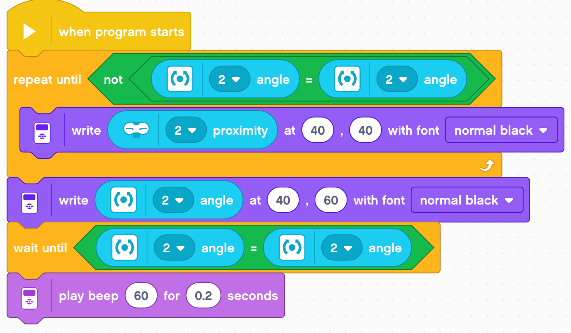 when program starts
repeat until not 2 angle = 2 angle
write 2 proximity at 40 , 40 with font normal black
write 2 angle at 40 , 60 with font normal black
wait until 2 angle = 2 angle
play beep 60 for 0.2 seconds